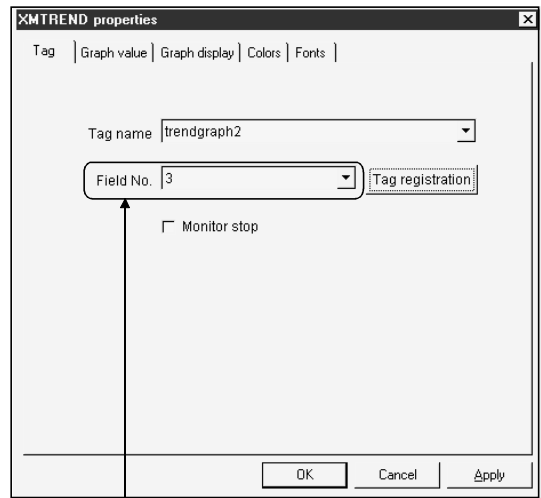 XMTREND properties
Tag Graph value Graph display Colors Fonts
Tag name trendgraph2
Field No. 3 Tag registration
Monitor stop
OK Cancel Apply